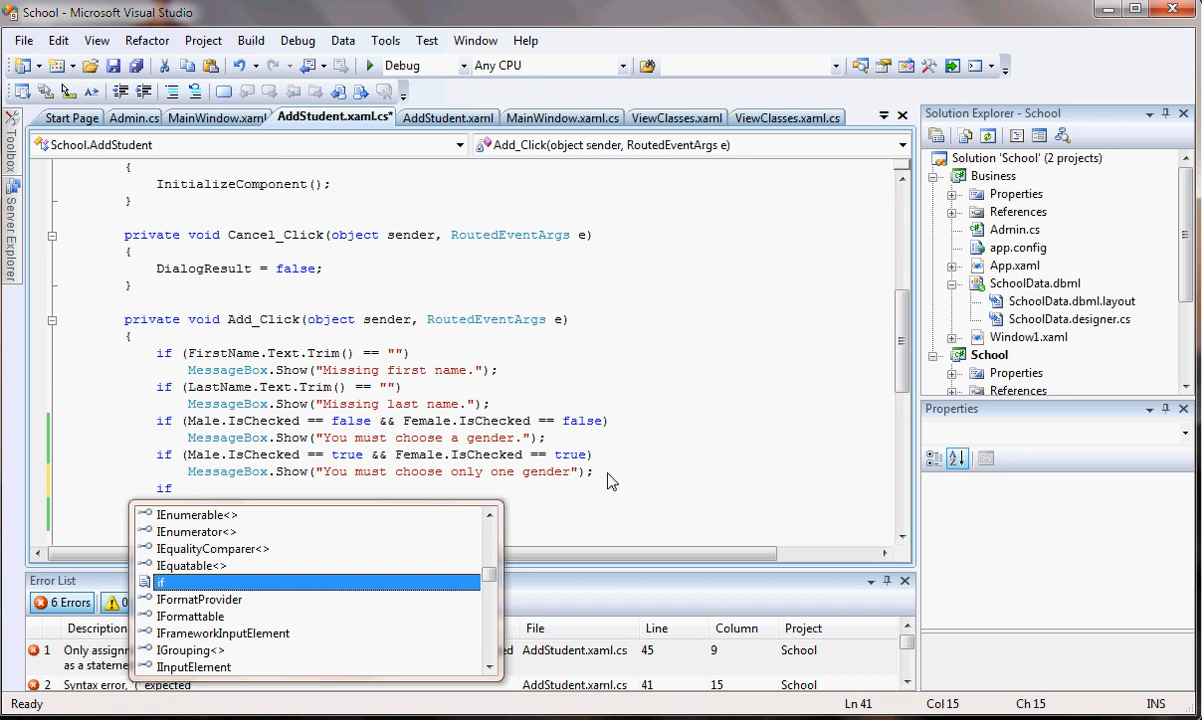 School - Microsoft Visual Studio
File Edit View Refactor Project Build Debug Data Tools Test Window Help
Debug Any CPU
Start Page Admin.cs MainWindow.xaml AddStudent.xaml.cs* AddStudent.xaml MainWindow.xaml.cs ViewClasses.xaml ViewClasses.xaml.cs
School.AddStudent Add_Click(object sender, RoutedEventArgs e)
Toolbox
Server Explorer
{
InitializeComponent();
}
private void Cancel_Click(object sender, RoutedEventArgs e)
{
DialogResult = false;
}
private void Add_Click(object sender, RoutedEventArgs e)
{
if (FirstName.Text.Trim() == "")
MessageBox.Show("Missing first name.");
if (LastName.Text.Trim() == "")
MessageBox.Show("Missing last name.");
if (Male.IsChecked == false && Female.IsChecked == false)
MessageBox.Show("You must choose a gender.");
if (Male.IsChecked == true && Female.IsChecked == true)
MessageBox.Show("You must choose only one gender");
if
IEnumerable<>
IEnumerator<>
IEqualityComparer<>
IEquatable<>
if
IFormatProvider
IFormattable
IFrameworkInputElement
IGrouping<>
IInputElement
Solution Explorer - School
Solution 'School' (2 projects)
Business
Properties
References
Admin.cs
app.config
App.xaml
SchoolData.dbml
SchoolData.dbml.layout
SchoolData.designer.cs
Window1.xaml
School
Properties
References
Properties
Error List
6 Errors 0
Description File Line Column Project
1 Only assignm ed AddStudent.xaml.cs 45 9 School
as a stateme
2 Syntax error, '(' expected AddStudent.xaml.cs 41 15 School
Ready Ln 41 Col 15 Ch 15 INS